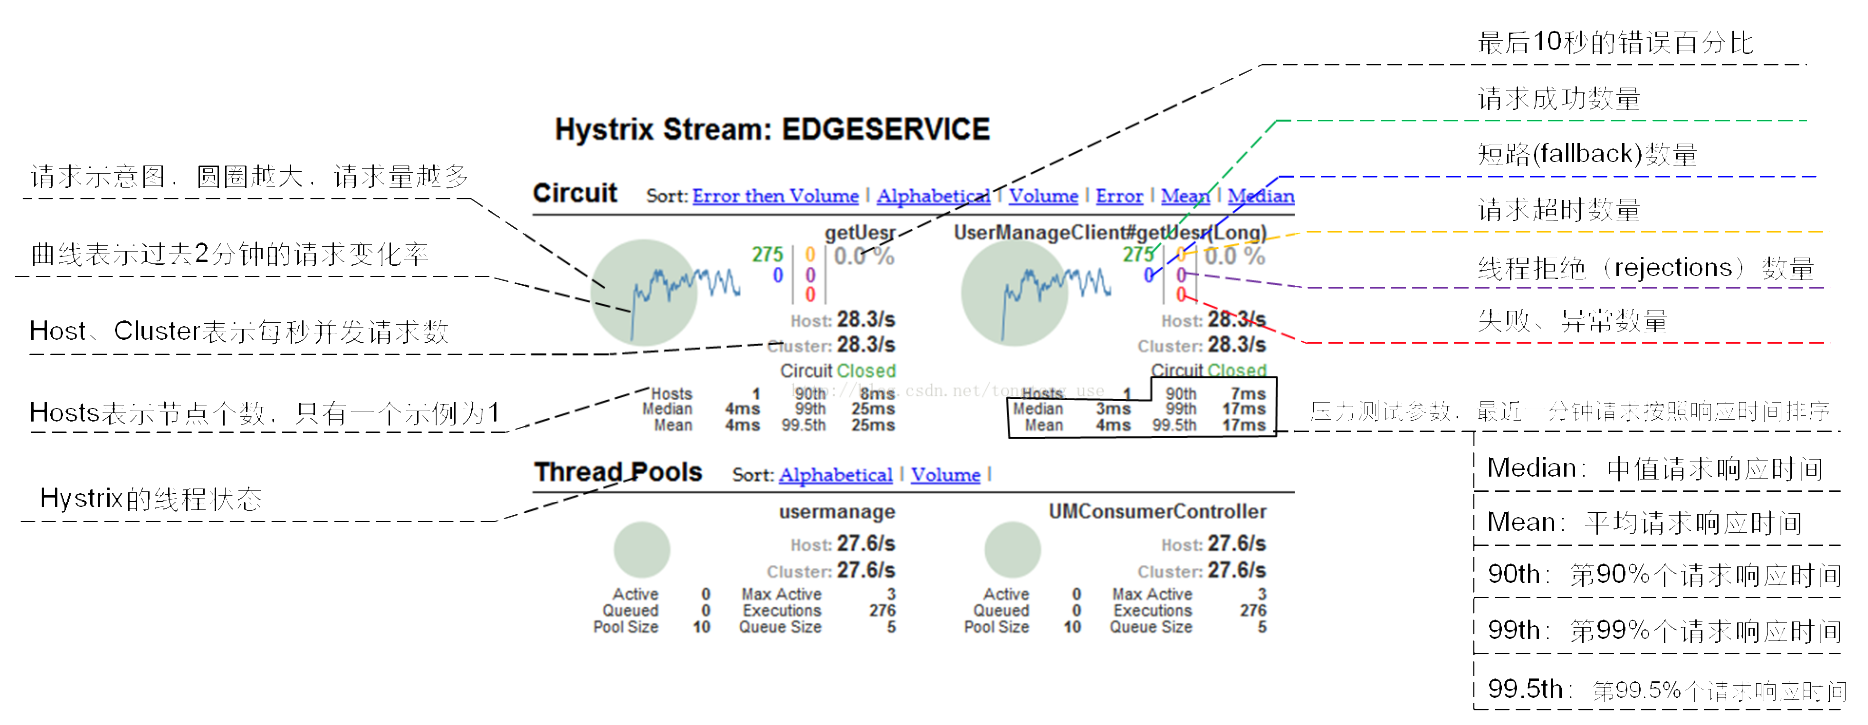 最后10秒的错误百分比
请求成功数量
短路(fallback)数量
请求超时数量
线程拒绝（rejections）数量
失败、异常数量
Hystrix Stream: EDGESERVICE
请求示意图，圆圈越大，请求量越多
曲线表示过去2分钟的请求变化率
Host、Cluster表示每秒并发请求数
Hosts表示节点个数，只有一个示例为1
Hystrix的线程状态
Circuit Sort: Error then Volume | Alphabetical | Volume | Error | Mean | Median
getUesr
275 0 0.0 %
0 0
0
Host: 28.3/s
Cluster: 28.3/s
Circuit Closed
Hosts 1 90th 8ms
Median 4ms 99th 25ms
Mean 4ms 99.5th 25ms
UserManageClient#getUesr(Long)
275 0 0.0 %
0 0
0
Host: 28.3/s
Cluster: 28.3/s
Circuit Closed
Hosts 1 90th 7ms
Median 3ms 99th 17ms
Mean 4ms 99.5th 17ms
http://blog.csdn.net/tongtong_use
Thread Pools Sort: Alphabetical | Volume |
usermanage
Host: 27.6/s
Cluster: 27.6/s
Active 0 Max Active 3
Queued 0 Executions 276
Pool Size 10 Queue Size 5
UMConsumerController
Host: 27.6/s
Cluster: 27.6/s
Active 0 Max Active 3
Queued 0 Executions 276
Pool Size 10 Queue Size 5
压力测试参数，最近一分钟请求按照响应时间排序
Median：中值请求响应时间
Mean：平均请求响应时间
90th：第90%个请求响应时间
99th：第99%个请求响应时间
99.5th：第99.5%个请求响应时间